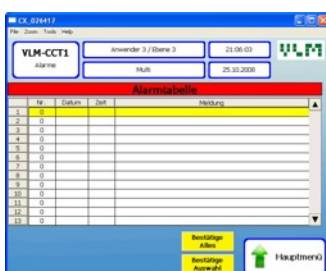 CX_026417
File Zoom Tools Help
VLM-CCT1
Alarme
Anwender 3 / Ebene 3
21:06:03
VLM
Multi
25.10.2008
Alarmtabelle
Nr. Datum Zeit Meldung
1 0
2 0
3 0
4 0
5 0
6 0
7 0
8 0
9 0
10 0
11 0
12 0
13 0
Bestätige
Alles
Bestätige
Auswahl
Hauptmenü